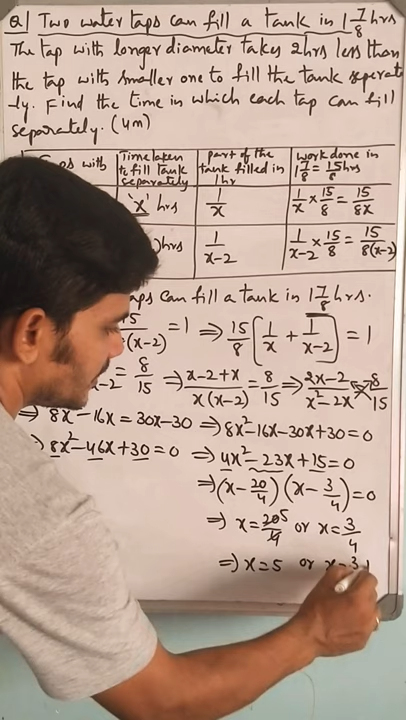 Q] Two water taps can fill a tank in 1 7/8 hrs
The tap with longer diameter takes 2hrs less than
the tap with smaller one to fill the tank seperate
-ly. Find the time in which each tap can fill
separately. (4m)
Taps with | Time taken to fill tank separately | part of the tank filled in 1hr | work done in 1 7/8 = 15/8 hrs
'x' hrs | 1/x | 1/x × 15/8 = 15/8x
)hrs | 1/x-2 | 1/x-2 × 15/8 = 15/8(x-2)
taps can fill a tank in 1 7/8 hrs.
15/(x-2) = 1 ⇒ 15/8 [1/x + 1/x-2] = 1
= 8/15 ⇒ x-2+x/x(x-2) = 8/15 ⇒ 2x-2/x²-2x 8/15
⇒ 8x²-16x = 30x-30 ⇒ 8x²-16x-30x+30=0
⇒ 8x²-46x+30=0 ⇒ 4x²-23x+15=0
⇒ (x-20/4)(x-3/4)=0
⇒ x=20/4 5 or x=3/4
⇒ x=5 or x=3